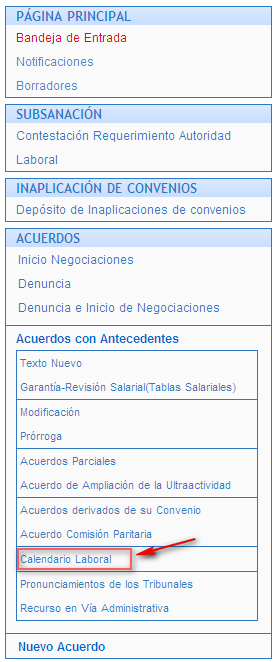 PÁGINA PRINCIPAL
Bandeja de Entrada
Notificaciones
Borradores
SUBSANACIÓN
Contestación Requerimiento Autoridad
Laboral
INAPLICACIÓN DE CONVENIOS
Depósito de Inaplicaciones de convenios
ACUERDOS
Inicio Negociaciones
Denuncia
Denuncia e Inicio de Negociaciones
Acuerdos con Antecedentes
Texto Nuevo
Garantía-Revisión Salarial(Tablas Salariales)
Modificación
Prórroga
Acuerdos Parciales
Acuerdo de Ampliación de la Ultraactividad
Acuerdos derivados de su Convenio
Acuerdo Comisión Paritaria
Calendario Laboral
Pronunciamientos de los Tribunales
Recurso en Vía Administrativa
Nuevo Acuerdo